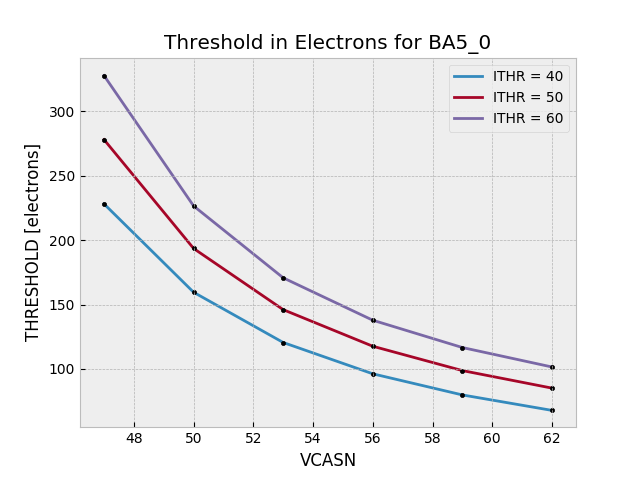 Threshold in Electrons for BA5_0
ITHR = 40
ITHR = 50
ITHR = 60
THRESHOLD [electrons]
300
250
200
150
100
48 50 52 54 56 58 60 62
VCASN